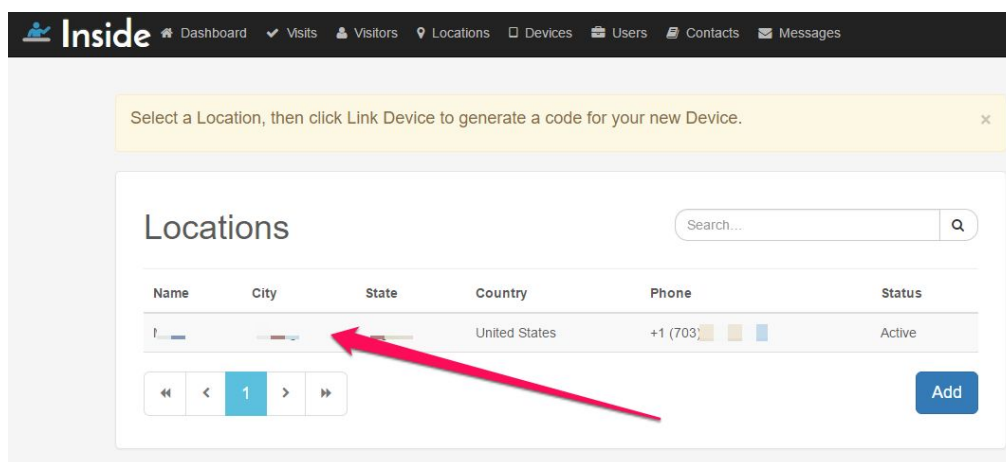 Inside Dashboard Visits Visitors Locations Devices Users Contacts Messages
Select a Location, then click Link Device to generate a code for your new Device. ×
Locations
Search...
Name City State Country Phone Status
United States +1 (703) Active
1
Add